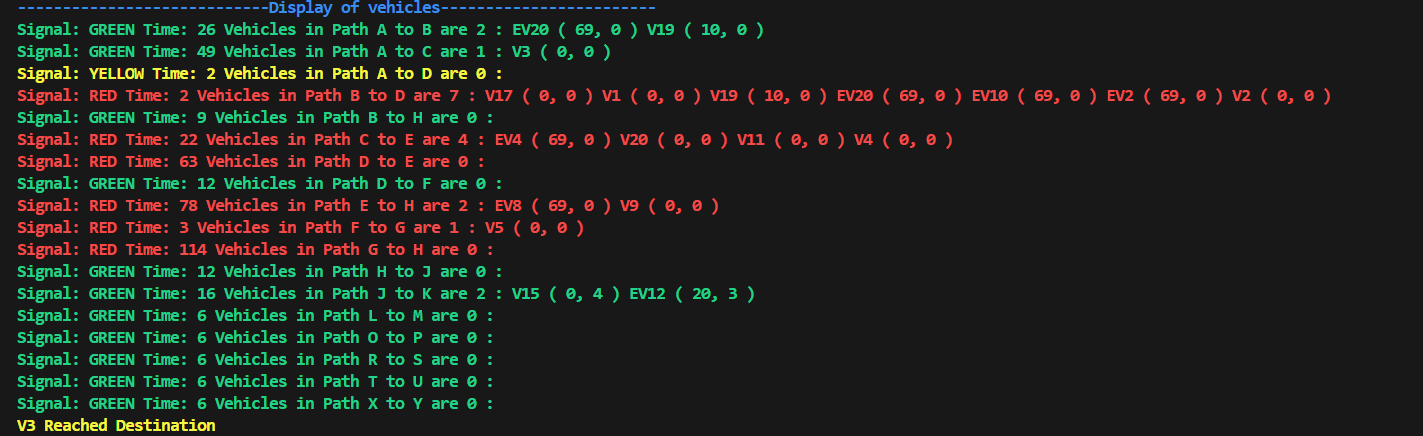 ----------------------------Display of vehicles------------------------
Signal: GREEN Time: 26 Vehicles in Path A to B are 2 : EV20 ( 69, 0 ) V19 ( 10, 0 )
Signal: GREEN Time: 49 Vehicles in Path A to C are 1 : V3 ( 0, 0 )
Signal: YELLOW Time: 2 Vehicles in Path A to D are 0 :
Signal: RED Time: 2 Vehicles in Path B to D are 7 : V17 ( 0, 0 ) V1 ( 0, 0 ) V19 ( 10, 0 ) EV20 ( 69, 0 ) EV10 ( 69, 0 ) EV2 ( 69, 0 ) V2 ( 0, 0 )
Signal: GREEN Time: 9 Vehicles in Path B to H are 0 :
Signal: RED Time: 22 Vehicles in Path C to E are 4 : EV4 ( 69, 0 ) V20 ( 0, 0 ) V11 ( 0, 0 ) V4 ( 0, 0 )
Signal: RED Time: 63 Vehicles in Path D to E are 0 :
Signal: GREEN Time: 12 Vehicles in Path D to F are 0 :
Signal: RED Time: 78 Vehicles in Path E to H are 2 : EV8 ( 69, 0 ) V9 ( 0, 0 )
Signal: RED Time: 3 Vehicles in Path F to G are 1 : V5 ( 0, 0 )
Signal: RED Time: 114 Vehicles in Path G to H are 0 :
Signal: GREEN Time: 12 Vehicles in Path H to J are 0 :
Signal: GREEN Time: 16 Vehicles in Path J to K are 2 : V15 ( 0, 4 ) EV12 ( 20, 3 )
Signal: GREEN Time: 6 Vehicles in Path L to M are 0 :
Signal: GREEN Time: 6 Vehicles in Path O to P are 0 :
Signal: GREEN Time: 6 Vehicles in Path R to S are 0 :
Signal: GREEN Time: 6 Vehicles in Path T to U are 0 :
Signal: GREEN Time: 6 Vehicles in Path X to Y are 0 :
V3 Reached Destination